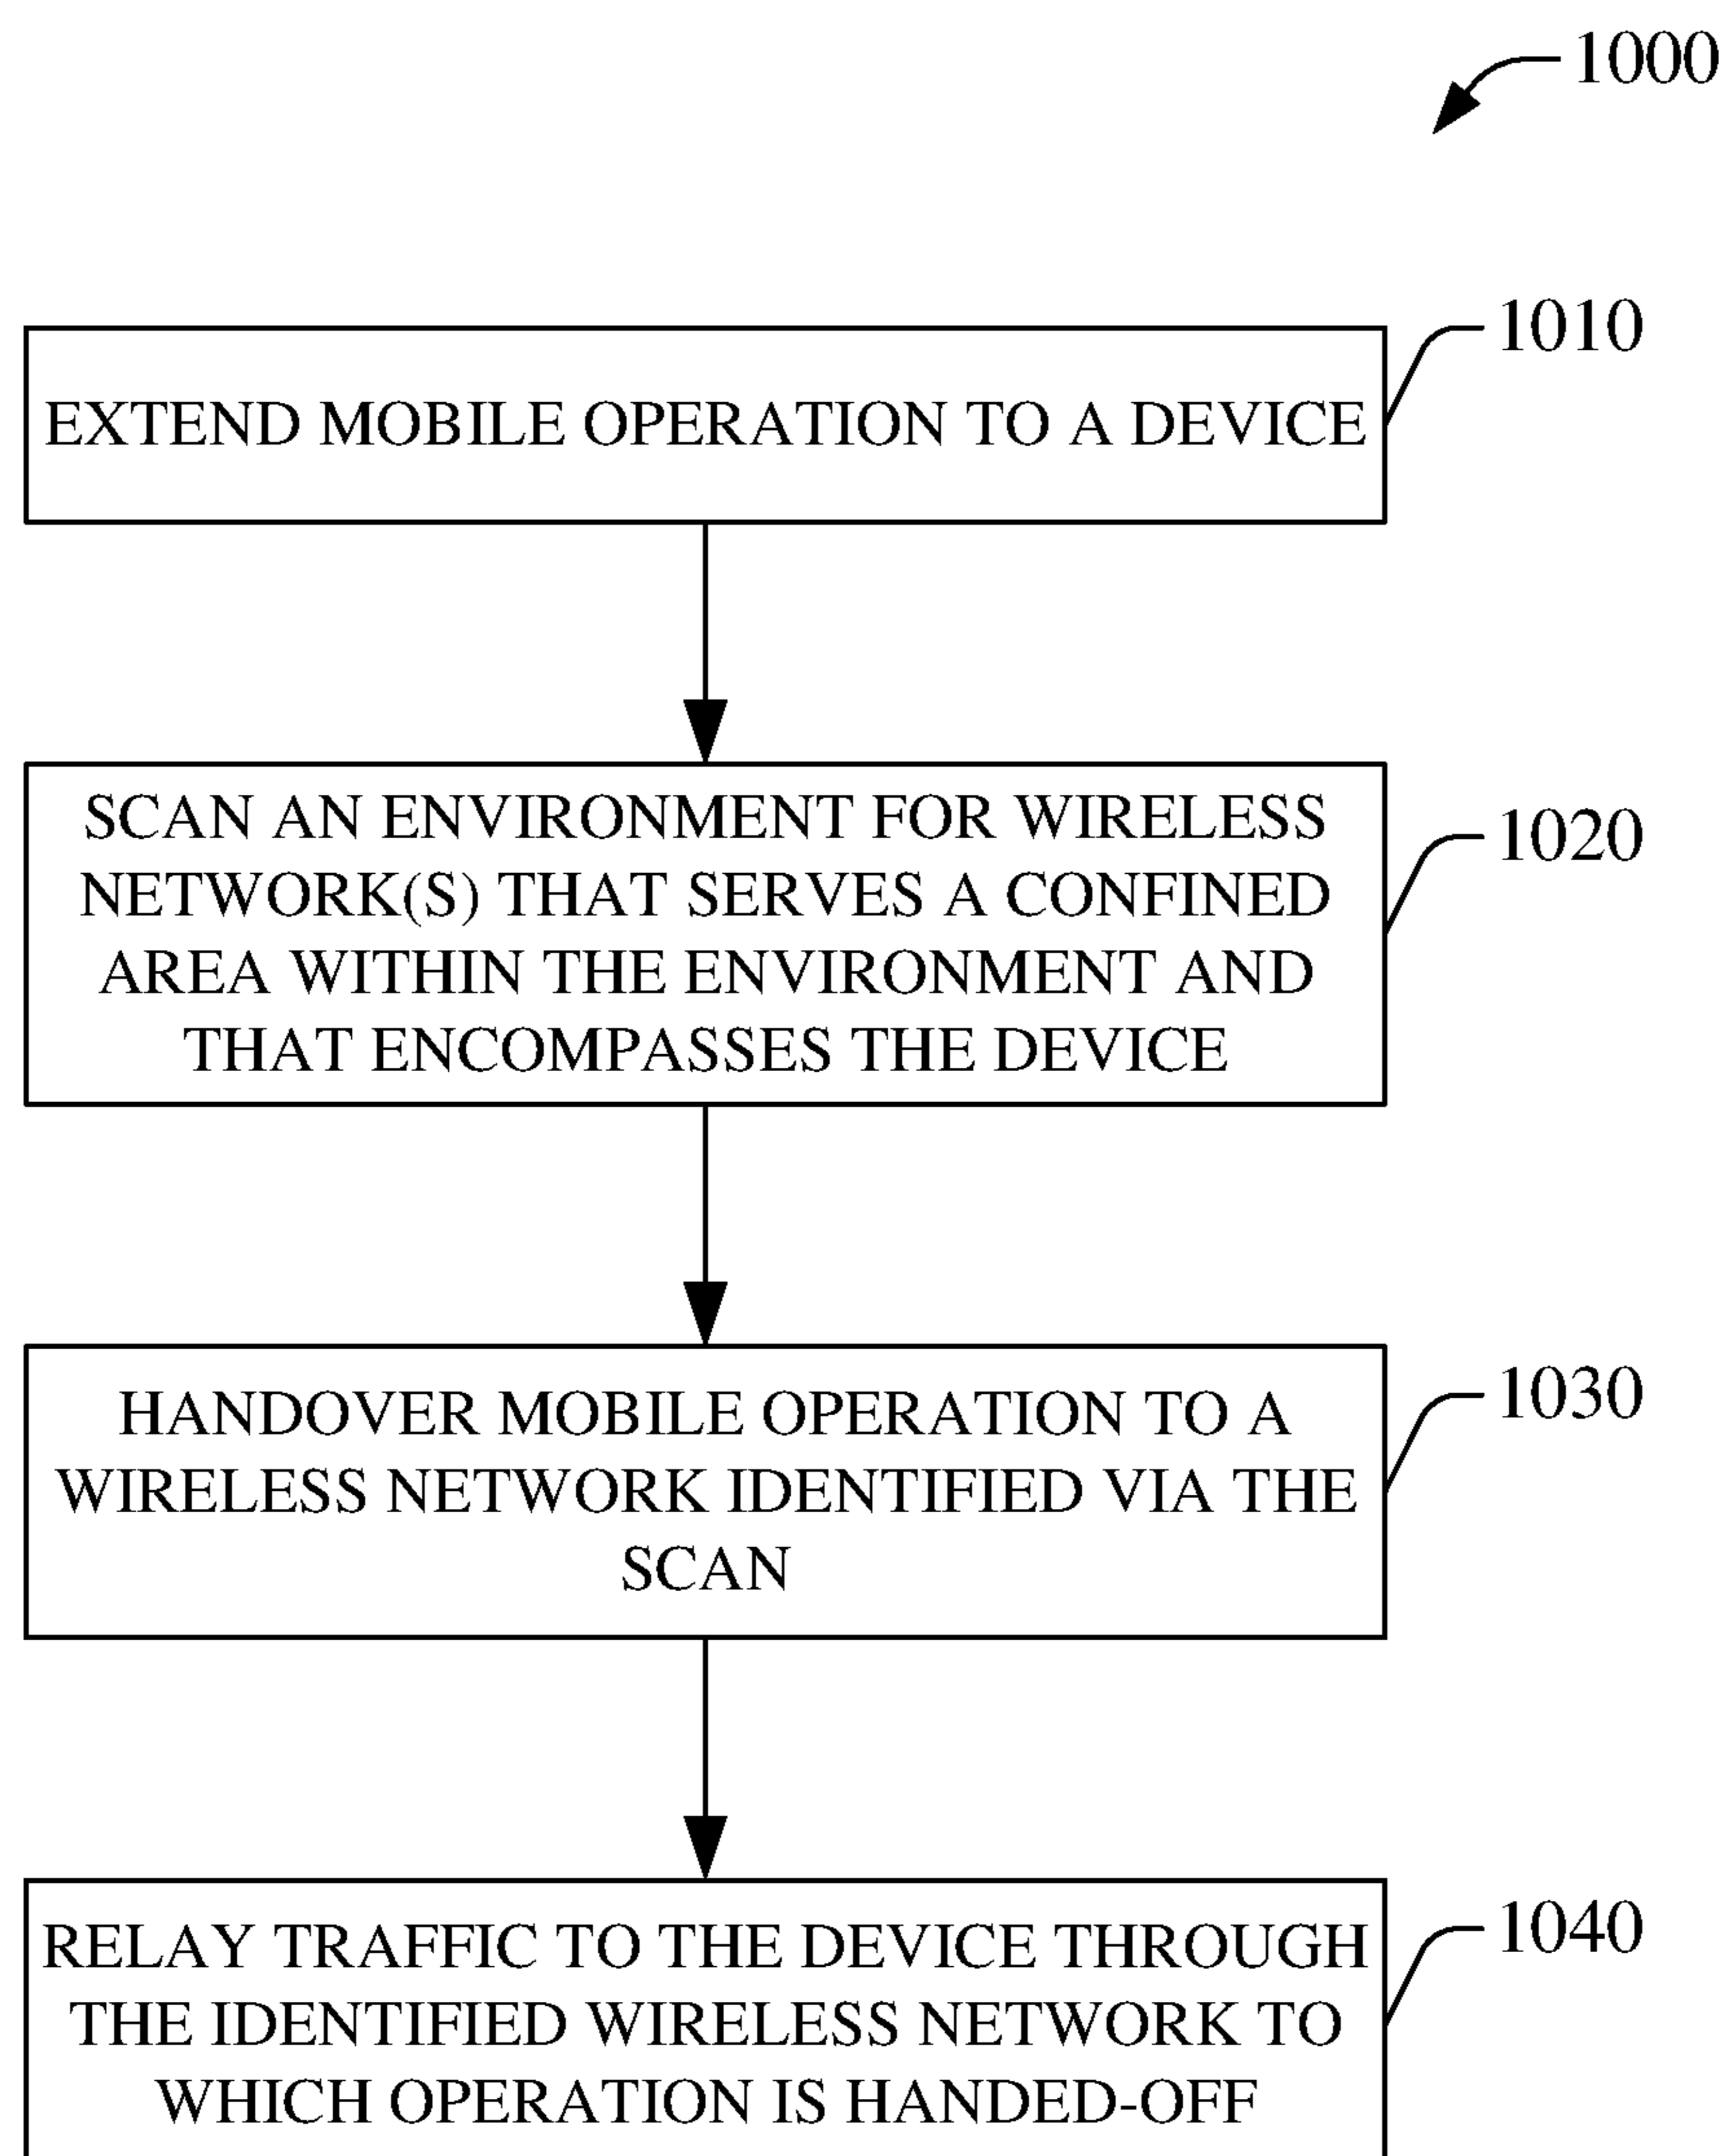 1000
1010
EXTEND MOBILE OPERATION TO A DEVICE
SCAN AN ENVIRONMENT FOR WIRELESS
1020
NETWORK(S) THAT SERVES A CONFINED
AREA WITHIN THE ENVIRONMENT AND
THAT ENCOMPASSES THE DEVICE
1030
HANDOVER MOBILE OPERATION TO A
WIRELESS NETWORK IDENTIFIED VIA THE
SCAN
1040
RELAY TRAFFIC TO THE DEVICE THROUGH
THE IDENTIFIED WIRELESS NETWORK TO
WHICH OPERATION IS HANDED-OFF